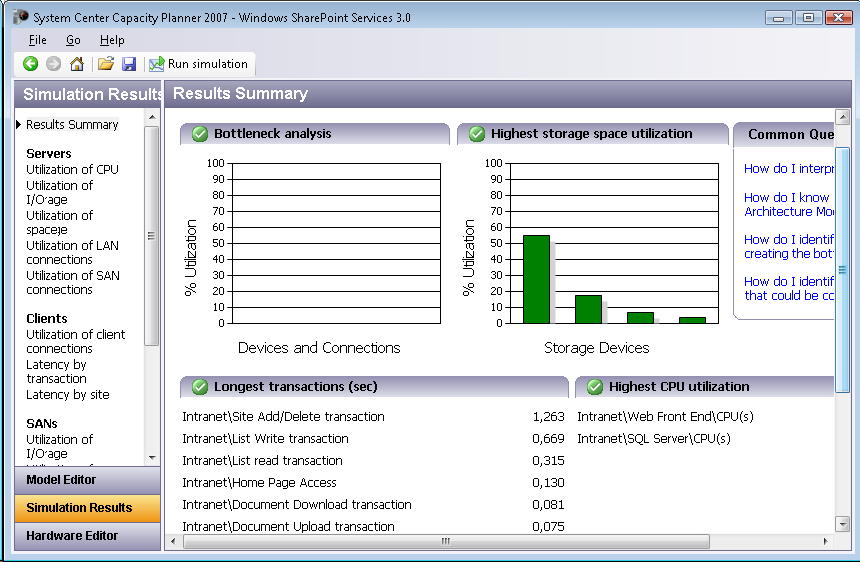 System Center Capacity Planner 2007 - Windows SharePoint Services 3.0
File Go Help
Run simulation
Simulation Results
Results Summary
Servers
Utilization of CPU
Utilization of
I/O
Utilization of
space
Utilization of LAN
connections
Utilization of SAN
connections
Clients
Utilization of client
connections
Latency by
transaction
Latency by site
SANs
Utilization of
I/O
Model Editor
Simulation Results
Hardware Editor
Results Summary
Bottleneck analysis
% Utilization
100
90
80
70
60
50
40
30
20
10
0
Devices and Connections
Highest storage space utilization
% Utilization
100
90
80
70
60
50
40
30
20
10
0
Storage Devices
Common Que
How do I interpr
How do I know
Architecture Mo
How do I identif
creating the bot
How do I identif
that could be co
Longest transactions (sec)
Intranet\Site Add/Delete transaction 1,263
Intranet\List Write transaction 0,669
Intranet\List read transaction 0,315
Intranet\Home Page Access 0,130
Intranet\Document Download transaction 0,081
Intranet\Document Upload transaction 0,075
Highest CPU utilization
Intranet\Web Front End\CPU(s)
Intranet\SQL Server\CPU(s)